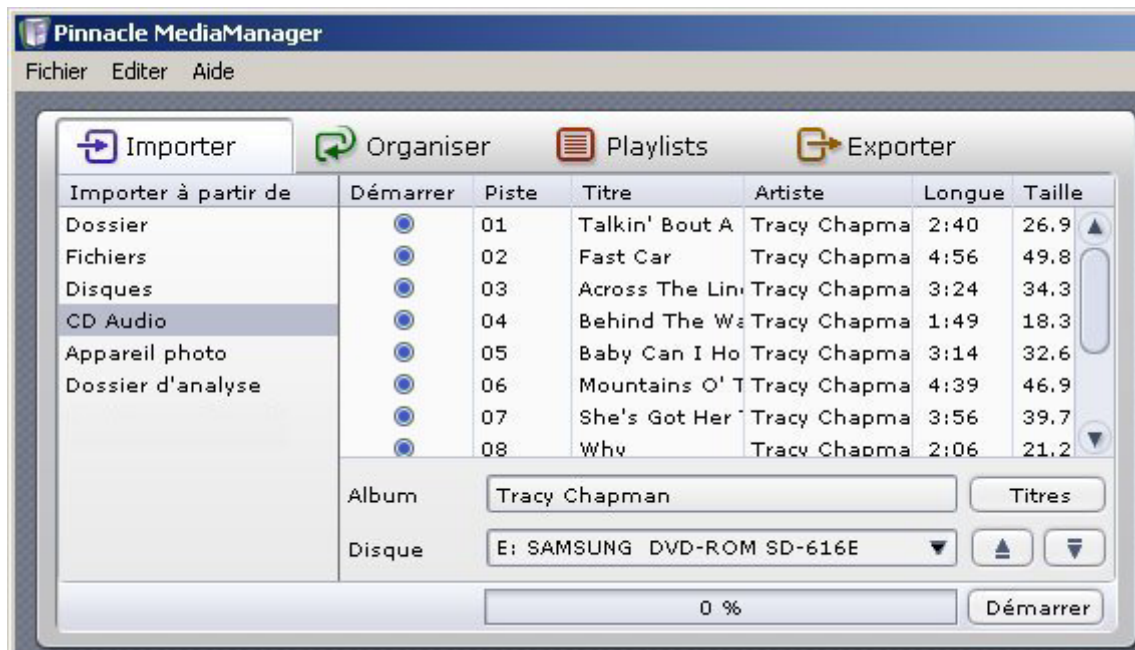 Pinnacle MediaManager
Fichier Editer Aide
Importer Organiser Playlists Exporter
Importer à partir de Démarrer Piste Titre Artiste Longue Taille
Dossier 01 Talkin' Bout A Tracy Chapma 2:40 26.9
Fichiers 02 Fast Car Tracy Chapma 4:56 49.8
Disques 03 Across The Lin Tracy Chapma 3:24 34.3
CD Audio 04 Behind The Wa Tracy Chapma 1:49 18.3
Appareil photo 05 Baby Can I Ho Tracy Chapma 3:14 32.6
Dossier d'analyse 06 Mountains O' T Tracy Chapma 4:39 46.9
07 She's Got Her Tracy Chapma 3:56 39.7
08 Why Tracy Chapma 2:06 21.2
Album Tracy Chapman Titres
Disque E: SAMSUNG DVD-ROM SD-616E
0 % Démarrer